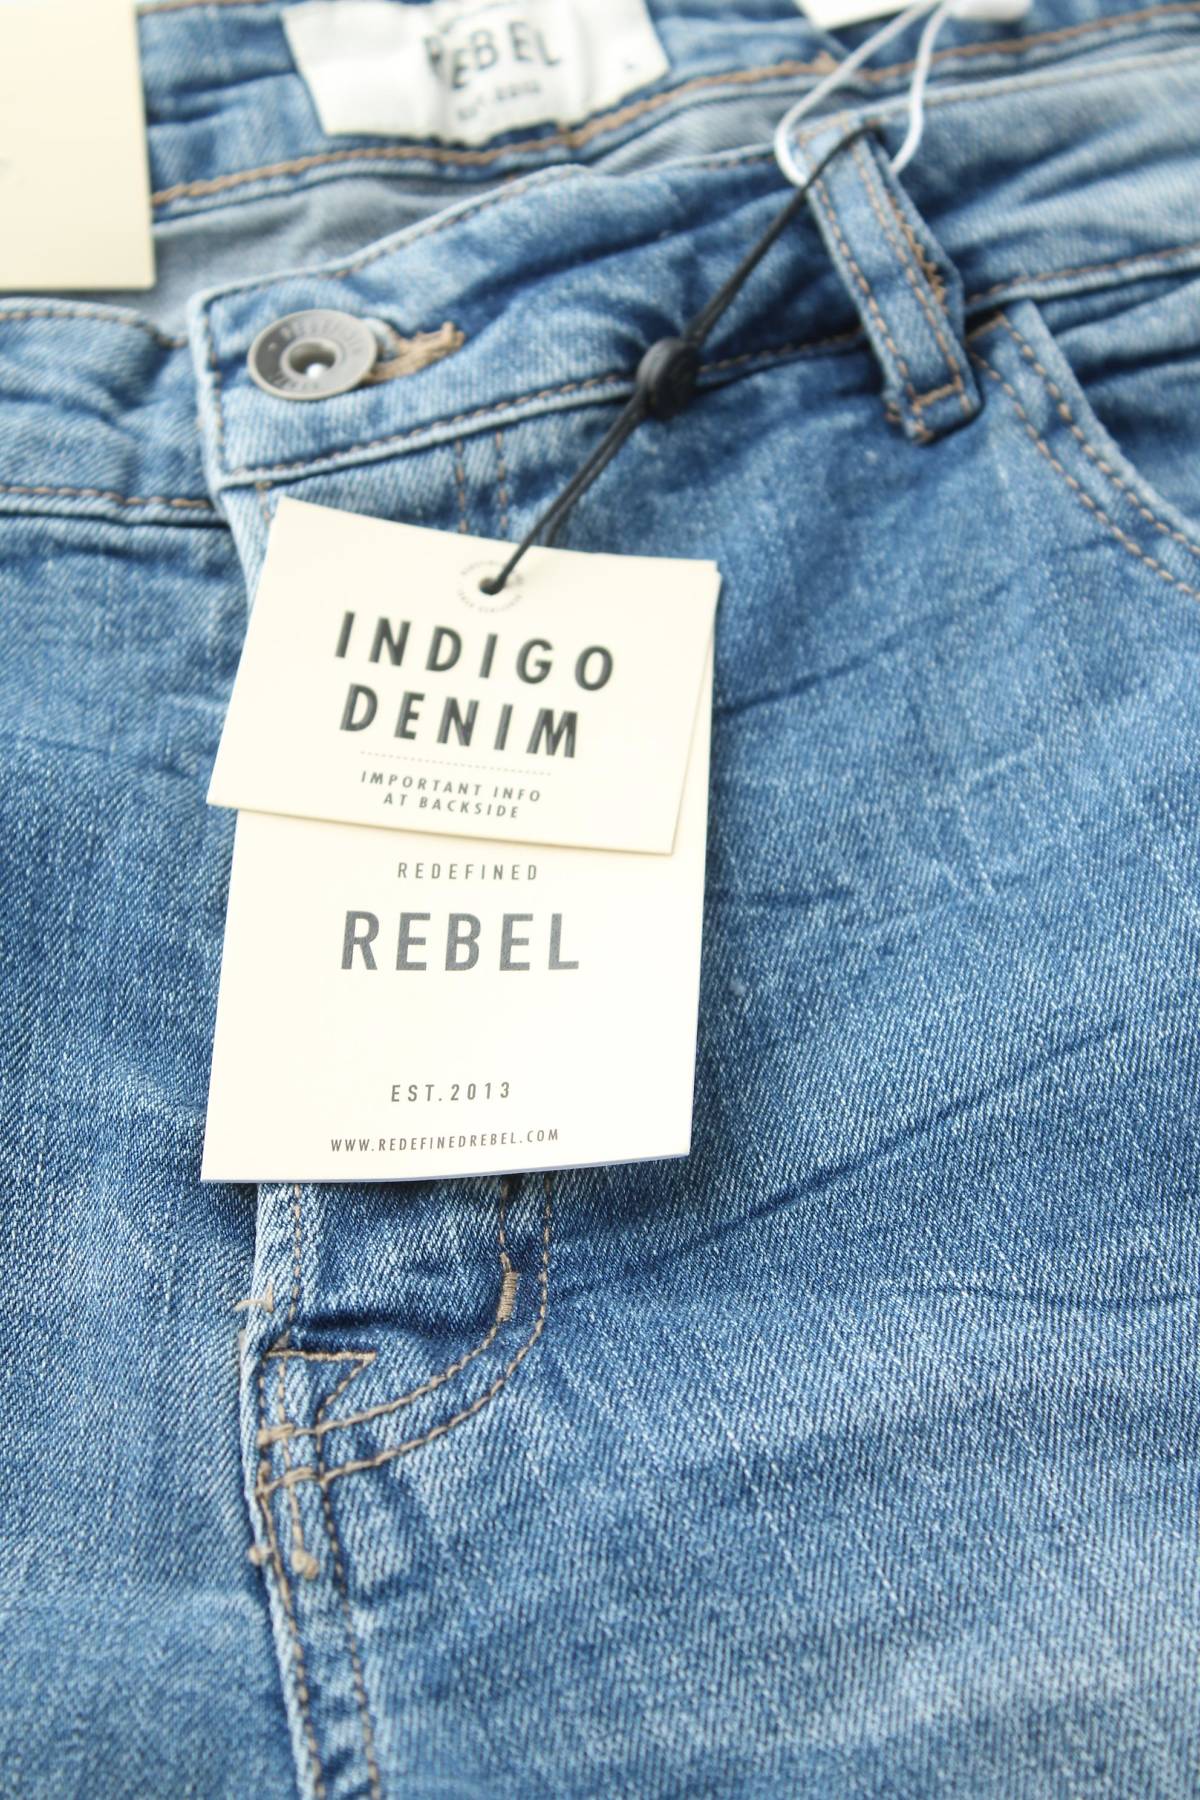 REBEL
INDIGO
DENIM
IMPORTANT INFO
AT BACKSIDE
REDEFINED
REBEL
EST.2013
WWW.REDEFINEDREBEL.COM